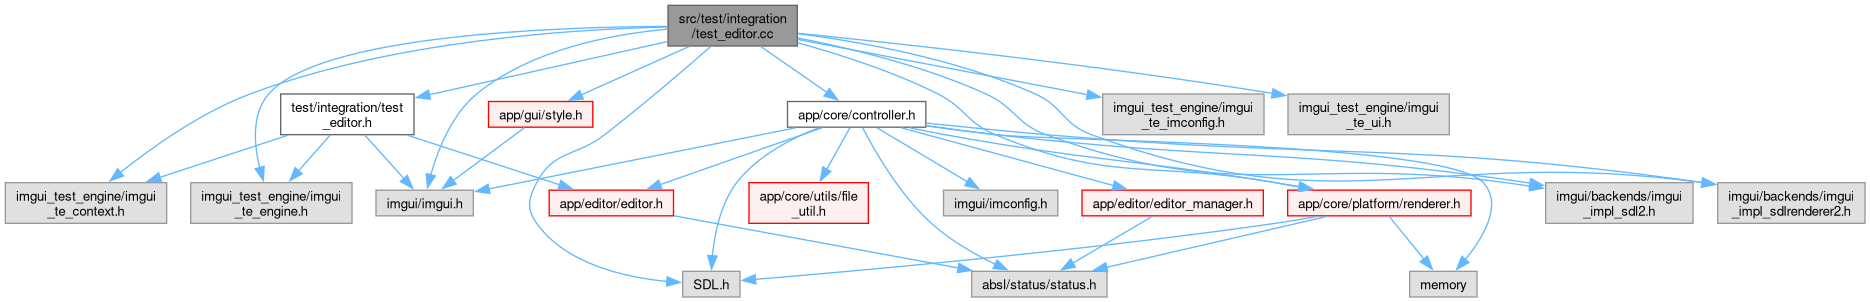 src/test/integration
/test_editor.cc
test/integration/test
_editor.h
app/gui/style.h
app/core/controller.h
imgui_test_engine/imgui
_te_imconfig.h
imgui_test_engine/imgui
_te_ui.h
imgui_test_engine/imgui
_te_context.h
imgui_test_engine/imgui
_te_engine.h
imgui/imgui.h
app/editor/editor.h
app/core/utils/file
_util.h
imgui/imconfig.h
app/editor/editor_manager.h
app/core/platform/renderer.h
imgui/backends/imgui
_impl_sdl2.h
imgui/backends/imgui
_impl_sdlrenderer2.h
SDL.h
absl/status/status.h
memory